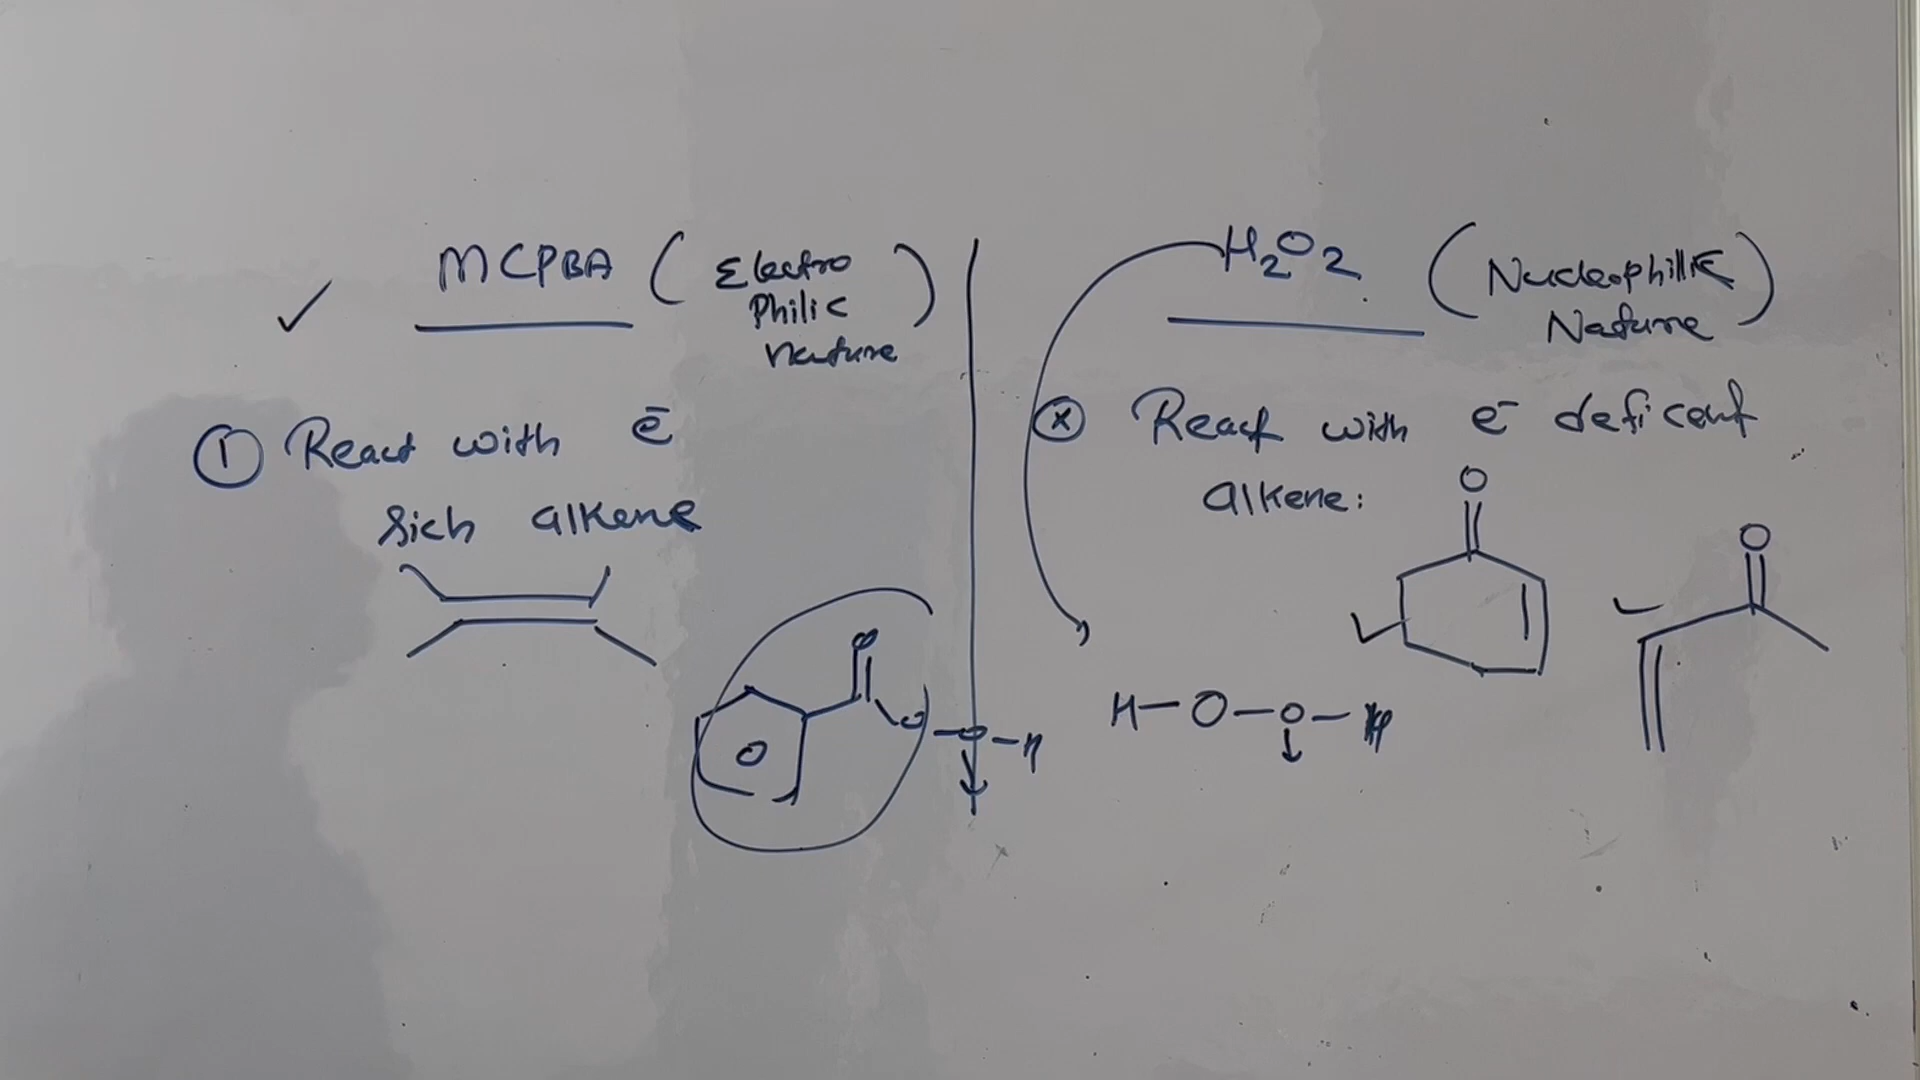 MCPBA ( Electro
Philic
nature )
① React with e̅
rich alkene
O
O
O-O-H
H2O2 ( Nucleophillic
Nature )
ⓧ React with e- deficent
alkene:
O
O
H-O-O-H